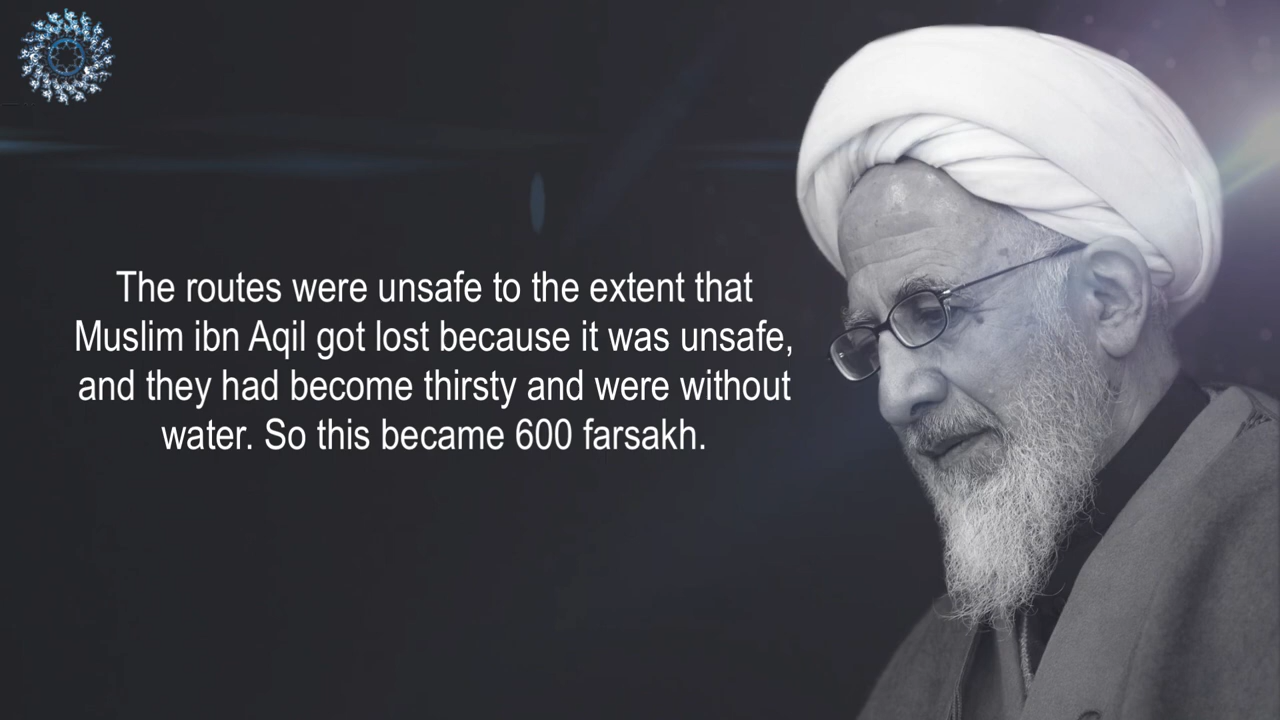 The routes were unsafe to the extent that
Muslim ibn Aqil got lost because it was unsafe,
and they had become thirsty and were without
water. So this became 600 farsakh.